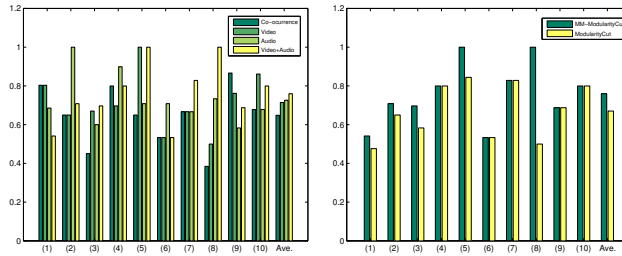 1.2
1
0.8
0.6
0.4
0.2
0
(1) (2) (3) (4) (5) (6) (7) (8) (9) (10) Ave.
Co-ocurrence
Video
Audio
Video+Audio
1.2
1
0.8
0.6
0.4
0.2
0
(1) (2) (3) (4) (5) (6) (7) (8) (9) (10) Ave.
MM-ModularityCu
ModularityCut